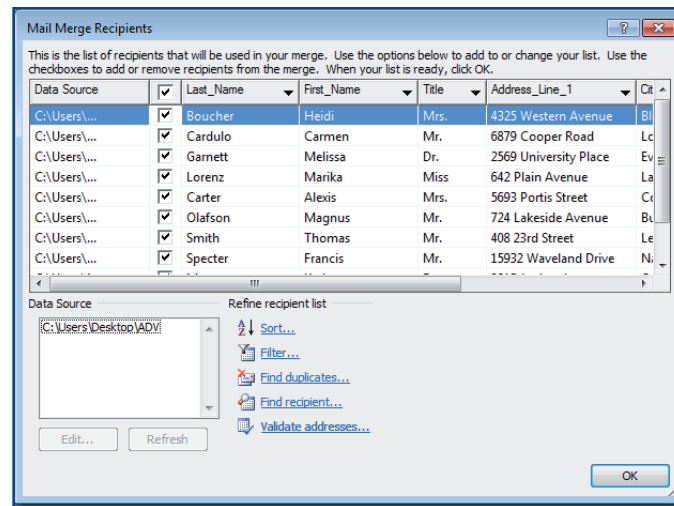 Mail Merge Recipients
This is the list of recipients that will be used in your merge. Use the options below to add to or change your list. Use the
checkboxes to add or remove recipients from the merge. When your list is ready, click OK.
Data Source Last_Name First_Name Title Address_Line_1 Cit
C:\Users\... Boucher Heidi Mrs. 4325 Western Avenue Bl
C:\Users\... Cardulo Carmen Mr. 6879 Cooper Road Lo
C:\Users\... Garnett Melissa Dr. 2569 University Place Ev
C:\Users\... Lorenz Marika Miss 642 Plain Avenue La
C:\Users\... Carter Alexis Mrs. 5693 Portis Street
C:\Users\... Olafson Magnus Mr. 724 Lakeside Avenue
C:\Users\... Smith Thomas Mr. 408 23rd Street Le
C:\Users\... Specter Francis Mr. 15932 Waveland Drive
Data Source Refine recipient list
C:\Users\Desktop\ADV
Sort...
Filter...
Find duplicates...
Find recipient...
Validate addresses...
Edit... Refresh
OK